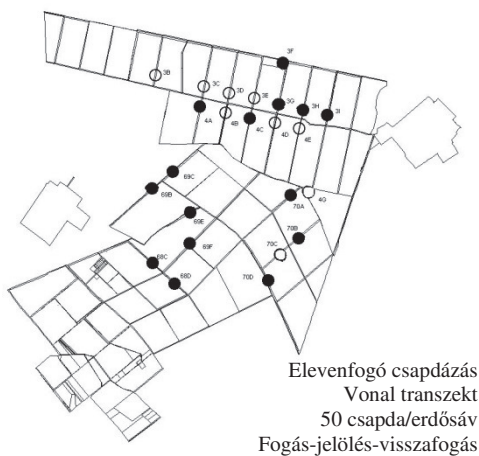 3F
3B
3C
3D
3E
3G
3H
3I
4A
4B
4C
4D
4E
69C
69B
69E
69F
68C
68D
70A
4G
70B
70C
70D
Elevenfogó csapdázás
Vonal transzekt
50 csapda/erdősáv
Fogás-jelölés-visszafogás